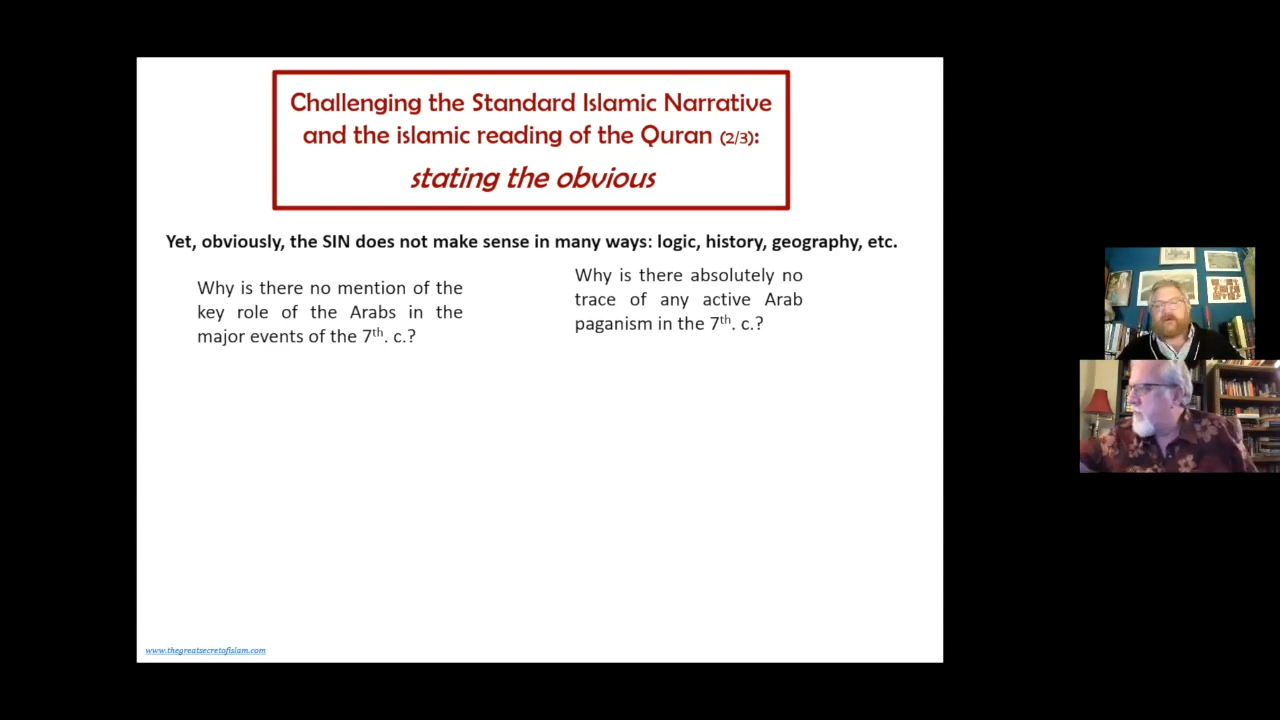 Challenging the Standard Islamic Narrative
and the islamic reading of the Quran (2/3):
stating the obvious
Yet, obviously, the SIN does not make sense in many ways: logic, history, geography, etc.
Why is there no mention of the
key role of the Arabs in the
major events of the 7th. c.?
Why is there absolutely no
trace of any active Arab
paganism in the 7th. c.?
www.thegreatsecretofislam.com